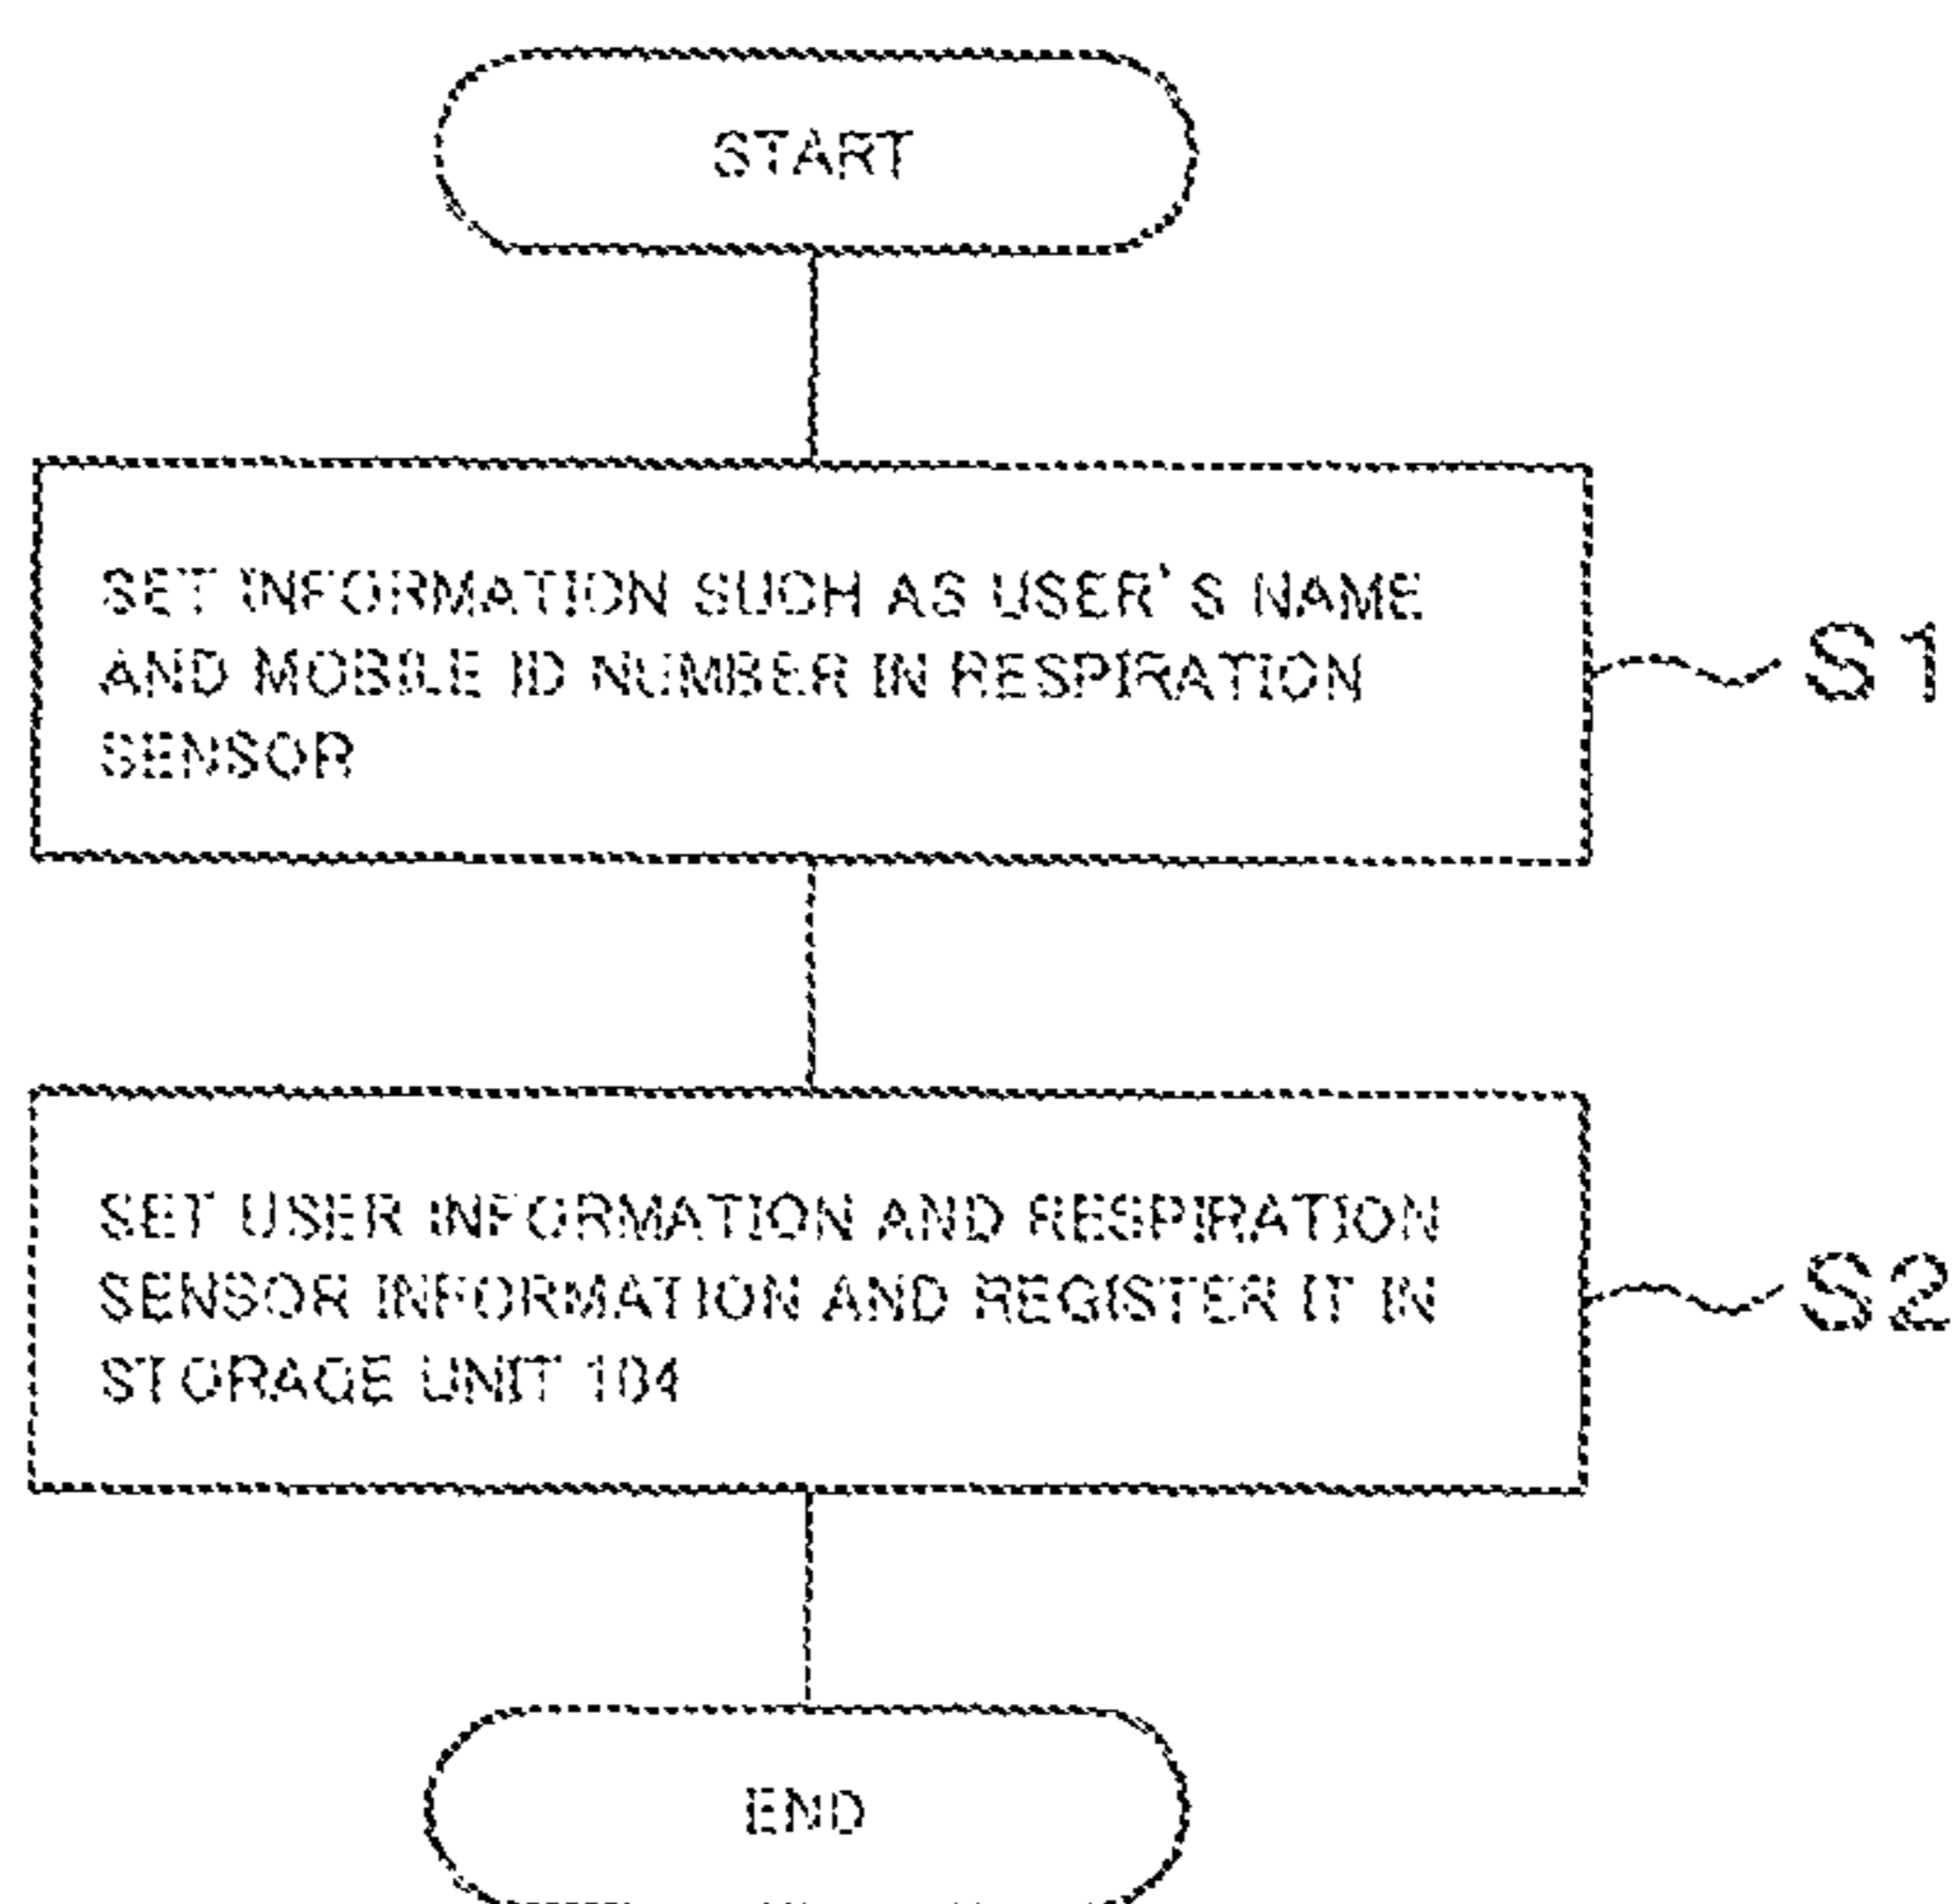 START
SET INFORMATION SUCH AS USER'S NAME
AND MOBILE ID NUMBER IN RESPIRATION
SENSOR
S1
SET USER INFORMATION AND RESPIRATION
SENSOR INFORMATION AND REGISTER IT IN
STORAGE UNIT 104
S2
END